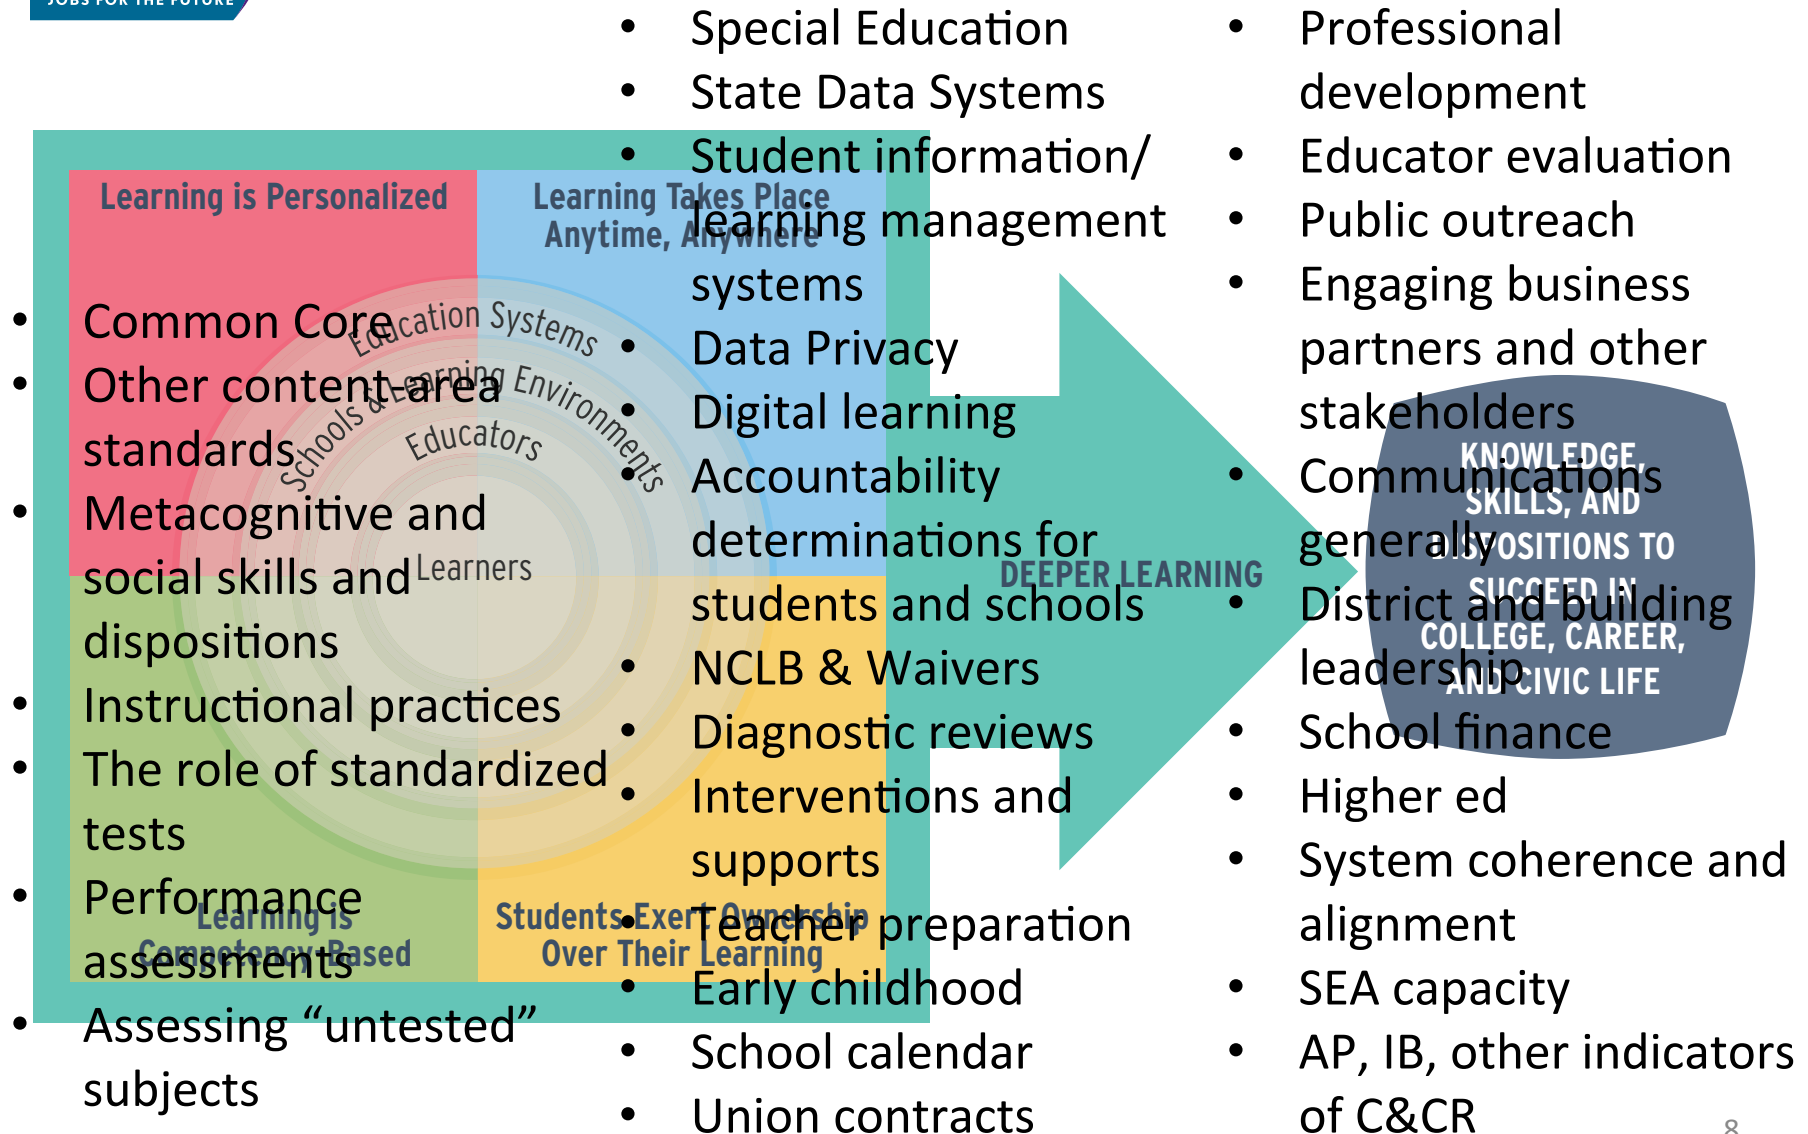 JOBS FOR THE FUTURE
Learning is Personalized
Learning Takes Place
Anytime, Anywhere
Education Systems
Schools & Learning Environments
Educators
Learners
Learning is
Competency-Based
Students Exert Ownership
Over Their Learning
DEEPER LEARNING
KNOWLEDGE,
SKILLS, AND
DISPOSITIONS TO
SUCCEED IN
COLLEGE, CAREER,
AND CIVIC LIFE
• Common Core
• Other content-area
standards
• Metacognitive and
social skills and
dispositions
• Instructional practices
• The role of standardized
tests
• Performance
assessments
• Assessing “untested”
subjects
• Special Education
• State Data Systems
• Student information/
learning management
systems
• Data Privacy
• Digital learning
• Accountability
determinations for
students and schools
• NCLB & Waivers
• Diagnostic reviews
• Interventions and
supports
• Teacher preparation
• Early childhood
• School calendar
• Union contracts
• Professional
development
• Educator evaluation
• Public outreach
• Engaging business
partners and other
stakeholders
• Communications
generally
• District and building
leadership
• School finance
• Higher ed
• System coherence and
alignment
• SEA capacity
• AP, IB, other indicators
of C&CR
8